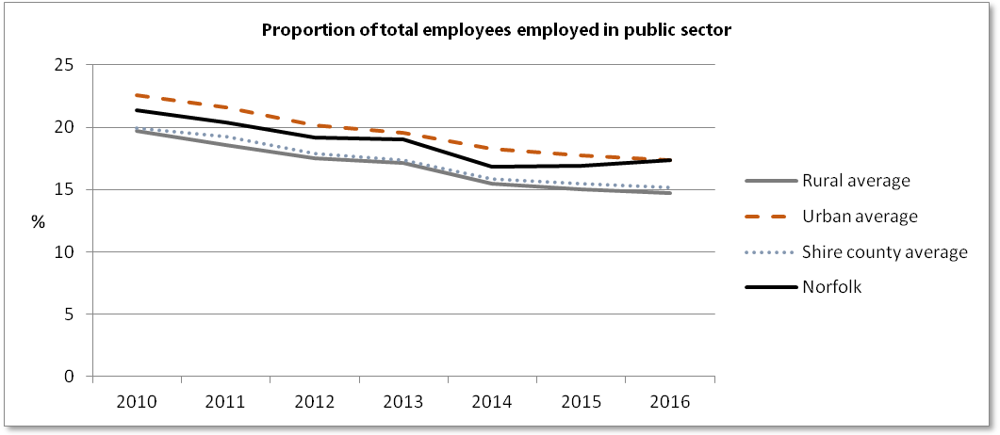 Proportion of total employees employed in public sector
25
20
15
%
10
5
0
2010 2011 2012 2013 2014 2015 2016
Rural average
Urban average
Shire county average
Norfolk